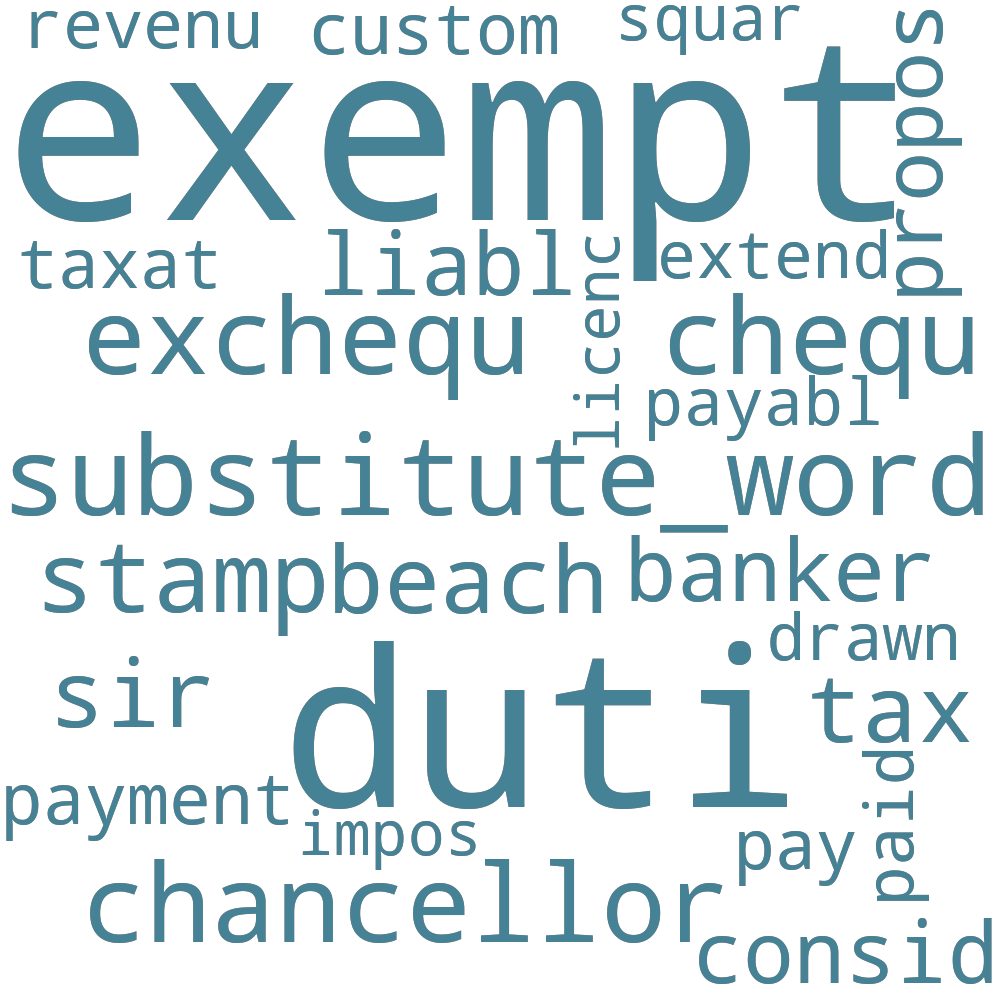 revenu custom squar
exempt
propos
taxat liabl extend
licenc
exchequ chequ
payabl
substitute_word
stampbeach banker
drawn
sir duti tax
paid
payment impos pay
chancellor consid